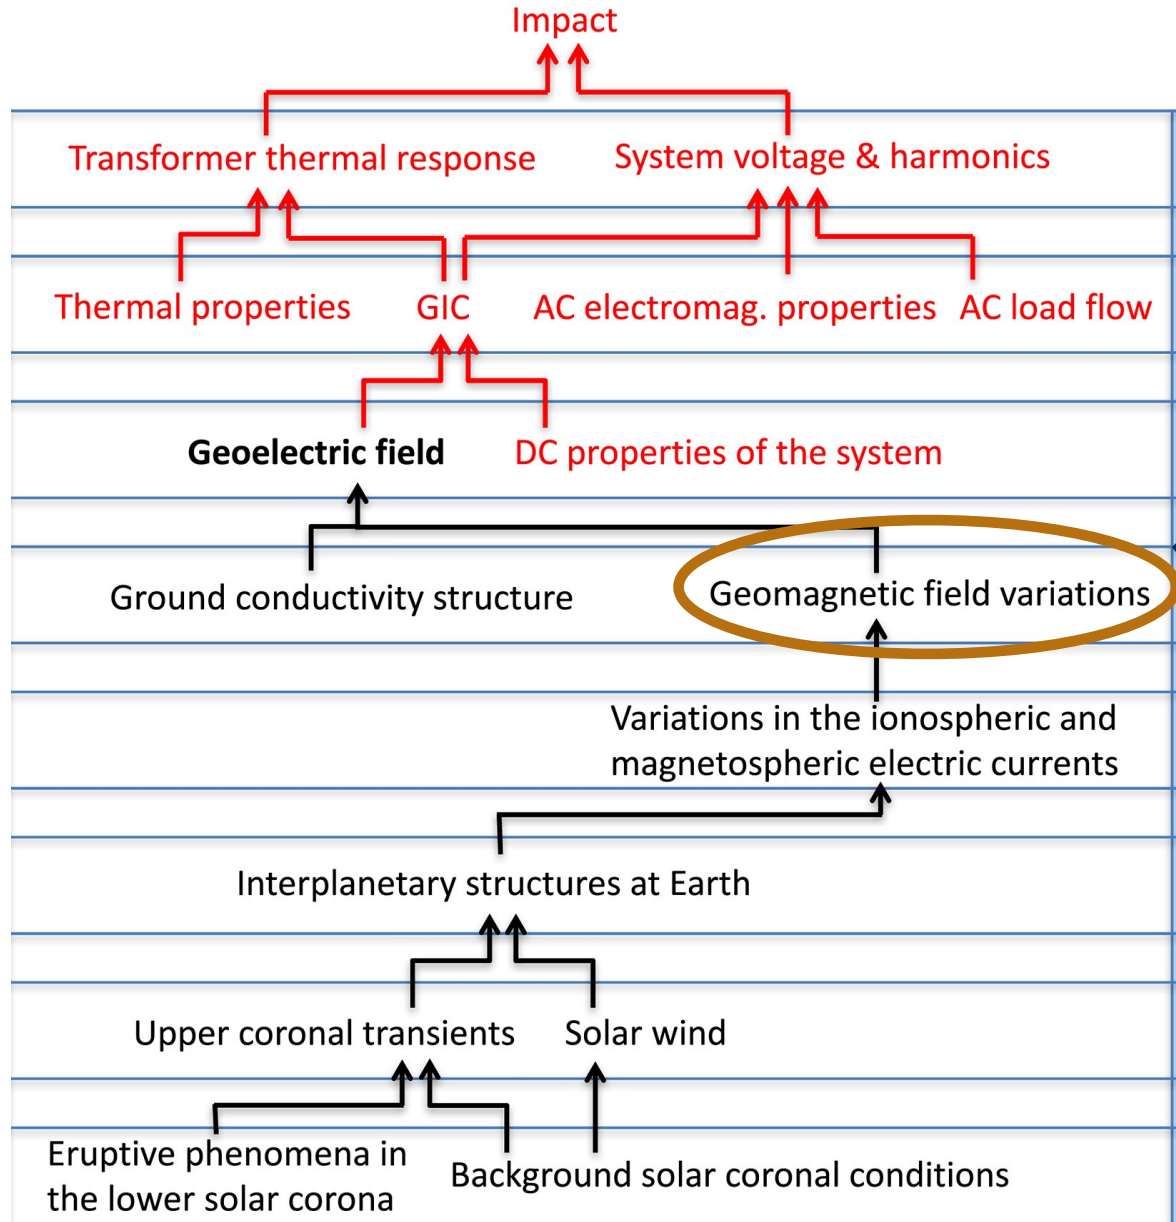 Impact
Transformer thermal response
System voltage & harmonics
Thermal properties
GIC
AC electromag. properties
AC load flow
Geoelectric field
DC properties of the system
Ground conductivity structure
Geomagnetic field variations
Variations in the ionospheric and
magnetospheric electric currents
Interplanetary structures at Earth
Upper coronal transients
Solar wind
Eruptive phenomena in
the lower solar corona
Background solar coronal conditions